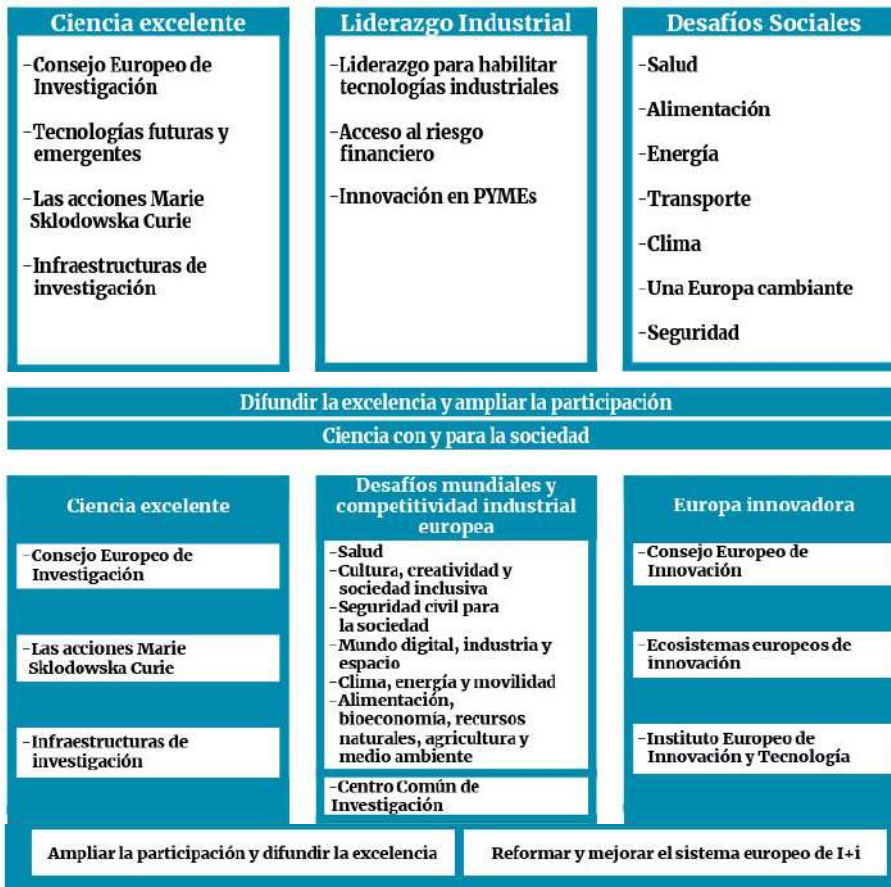 Ciencia excelente
-Consejo Europeo de
Investigación
-Tecnologías futuras y
emergentes
-Las acciones Marie
Sklodowska Curie
-Infraestructuras de
investigación
Liderazgo Industrial
-Liderazgo para habilitar
tecnologías industriales
-Acceso al riesgo
financiero
-Innovación en PYMEs
Desafíos Sociales
-Salud
-Alimentación
-Energía
-Transporte
-Clima
-Una Europa cambiante
-Seguridad
Difundir la excelencia y ampliar la participación
Ciencia con y para la sociedad
Ciencia excelente
-Consejo Europeo de
Investigación
-Las acciones Marie
Sklodowska Curie
-Infraestructuras de
investigación
Desafíos mundiales y
competitividad industrial
europea
-Salud
-Cultura, creatividad y
sociedad inclusiva
-Seguridad civil para
la sociedad
-Mundo digital, industria y
espacio
-Clima, energía y movilidad
-Alimentación,
bioeconomía, recursos
naturales, agricultura y
medio ambiente
-Centro Común de
Investigación
Europa innovadora
-Consejo Europeo de
Innovación
-Ecosistemas europeos de
innovación
-Instituto Europeo de
Innovación y Tecnología
Ampliar la participación y difundir la excelencia
Reformar y mejorar el sistema europeo de I+i